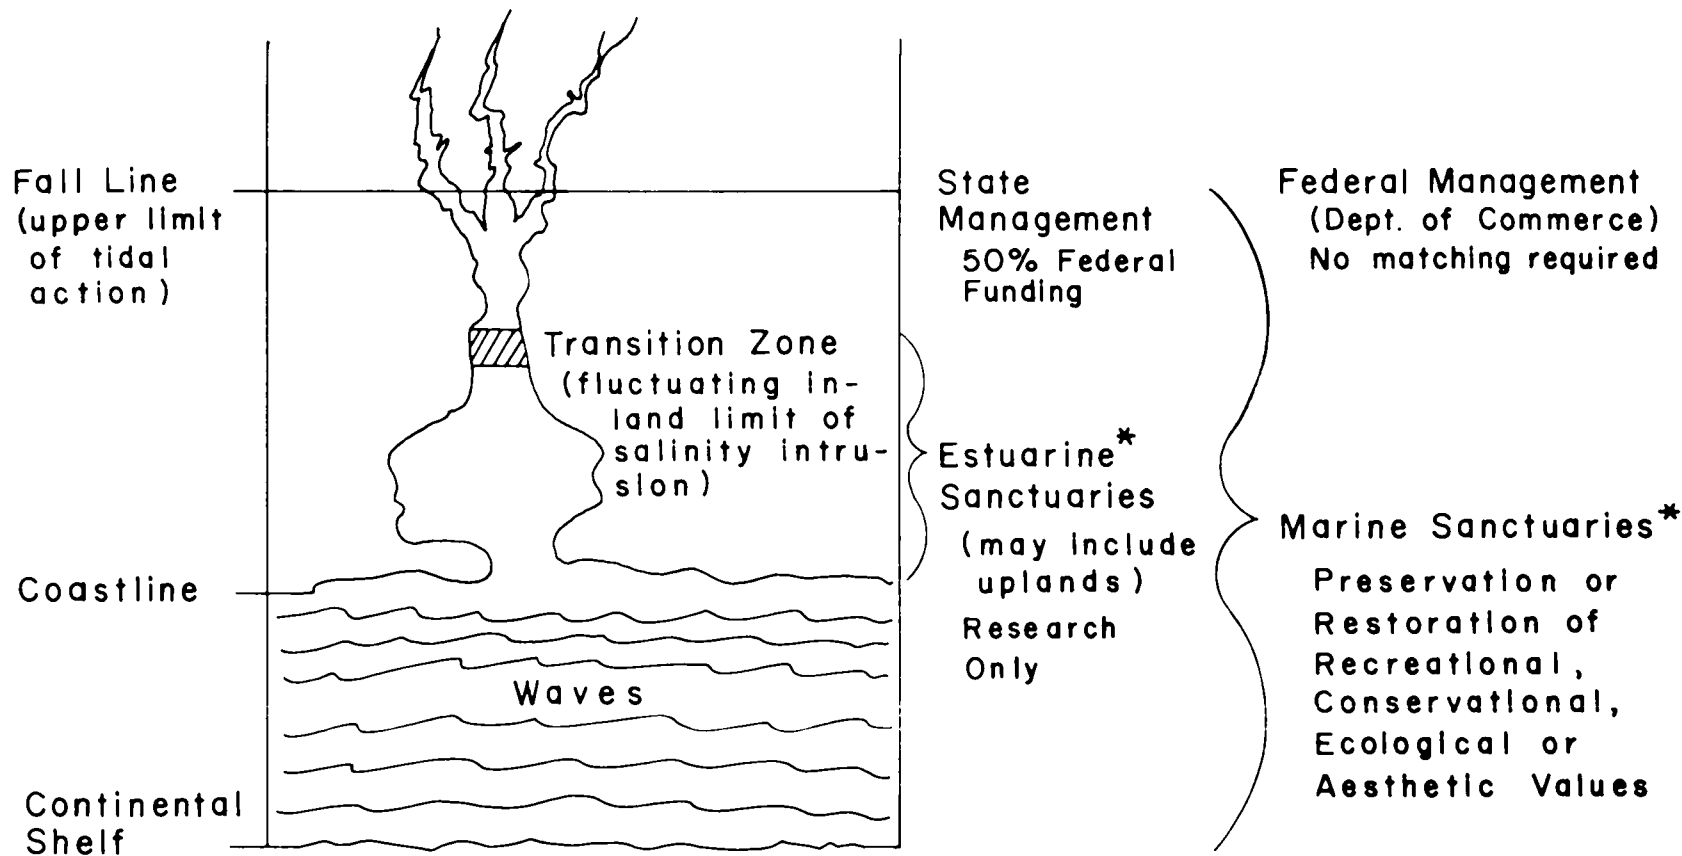 Fall Line
(upper limit
of tidal
action)
Transition Zone
(fluctuating in-
land limit of
salinity intru-
sion)
Coastline
Waves
Continental
Shelf
State
Management
50% Federal
Funding
Estuarine*
Sanctuaries
(may include
uplands)
Research
Only
Federal Management
(Dept. of Commerce)
No matching required
Marine Sanctuaries*
Preservation or
Restoration of
Recreational,
Conservational,
Ecological or
Aesthetic Values